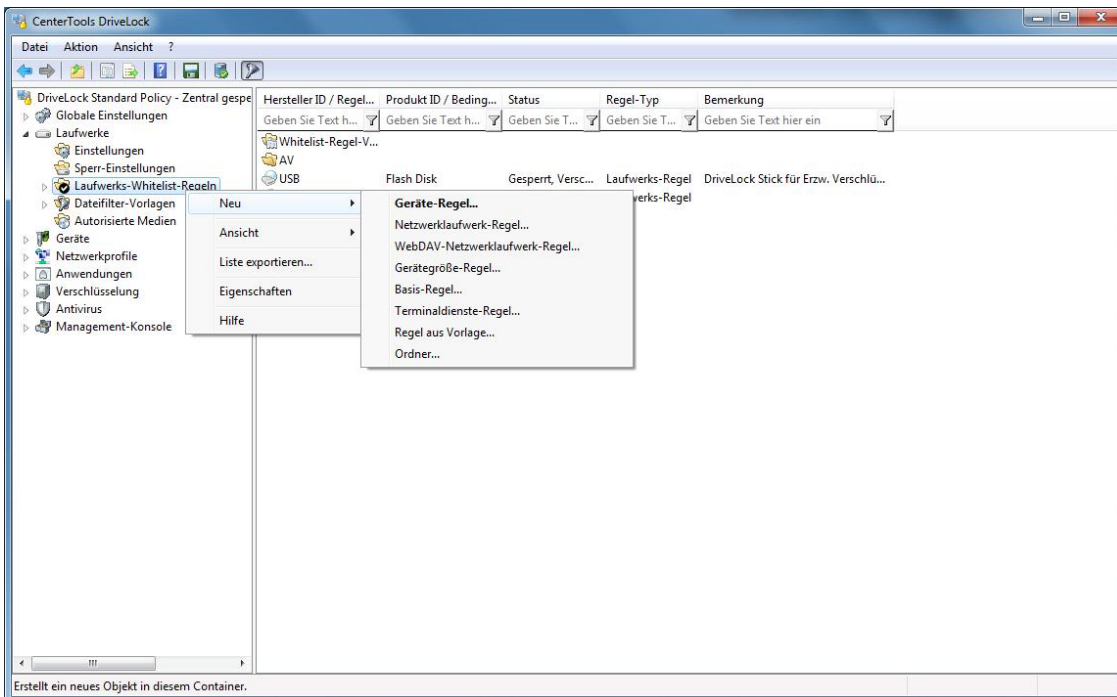 CenterTools DriveLock
Datei Aktion Ansicht ?
DriveLock Standard Policy - Zentral gespe
Globale Einstellungen
Laufwerke
Einstellungen
Sperr-Einstellungen
Laufwerks-Whitelist-Regeln
Dateifilter-Vorlagen
Autorisierte Medien
Geräte
Netzwerkprofile
Anwendungen
Verschlüsselung
Antivirus
Management-Konsole
Hersteller ID / Regel... Produkt ID / Beding... Status Regel-Typ Bemerkung
Geben Sie Text h... Geben Sie Text h... Geben Sie T... Geben Sie T... Geben Sie Text hier ein
Whitelist-Regel-V...
AV
USB Flash Disk Gesperrt, Versc... Laufwerks-Regel DriveLock Stick für Erzw. Verschlü...
werks-Regel
Neu
Ansicht
Liste exportieren...
Eigenschaften
Hilfe
Geräte-Regel...
Netzwerklaufwerk-Regel...
WebDAV-Netzwerklaufwerk-Regel...
Gerätegröße-Regel...
Basis-Regel...
Terminaldienste-Regel...
Regel aus Vorlage...
Ordner...
Erstellt ein neues Objekt in diesem Container.